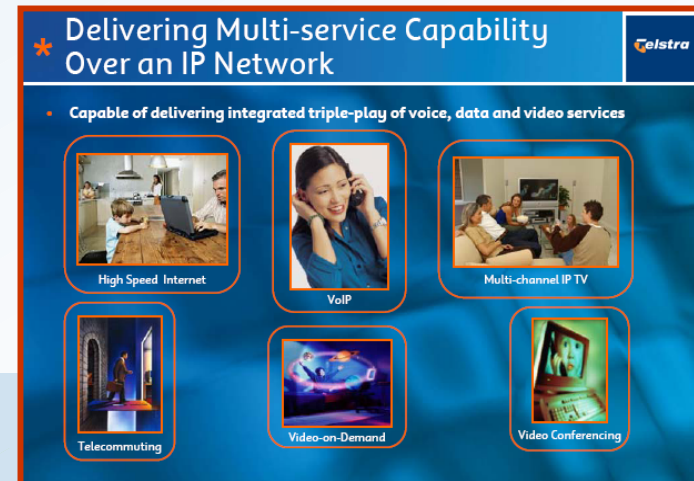 * Delivering Multi-service Capability
Over an IP Network
Telstra
• Capable of delivering integrated triple-play of voice, data and video services
High Speed Internet
VoIP
Multi-channel IP TV
Telecommuting
Video-on-Demand
Video Conferencing